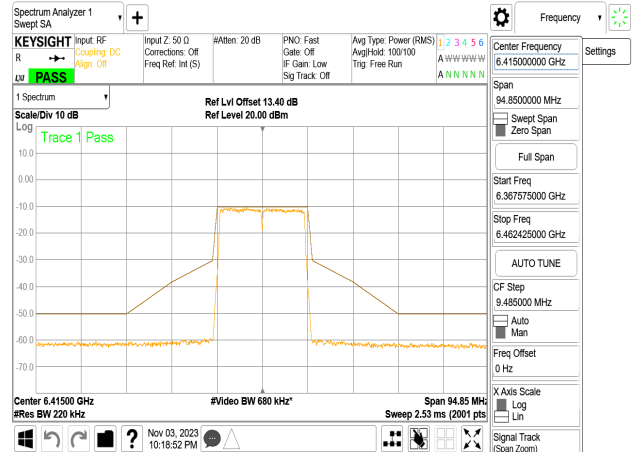 Spectrum Analyzer 1
Swept SA
Frequency
KEYSIGHT
R
LNI PASS
Input: RF
Coupling: DC
Align: Off
Input Z: 50 Ω
Corrections: Off
Freq Ref: Int (S)
#Atten: 20 dB
PNO: Fast
Gate: Off
IF Gain: Low
Sig Track: Off
Avg Type: Power (RMS)
Avg|Hold: 100/100
Trig: Free Run
1 2 3 4 5 6
A W W W W W
A N N N N N
1 Spectrum
Scale/Div 10 dB
Ref Lvl Offset 13.40 dB
Ref Level 20.00 dBm
Log
Trace 1 Pass
10.0
0.00
-10.0
-20.0
-30.0
-40.0
-50.0
-60.0
-70.0
Center 6.41500 GHz
#Res BW 220 kHz
#Video BW 680 kHz*
Span 94.85 MHz
Sweep 2.53 ms (2001 pts
Nov 03, 2023
10:18:52 PM
?
Center Frequency
6.415000000 GHz
Settings
Span
94.8500000 MHz
Swept Span
Zero Span
Full Span
Start Freq
6.367575000 GHz
Stop Freq
6.462425000 GHz
AUTO TUNE
CF Step
9.485000 MHz
Auto
Man
Freq Offset
0 Hz
X Axis Scale
Log
Lin
Signal Track
(Span Zoom)